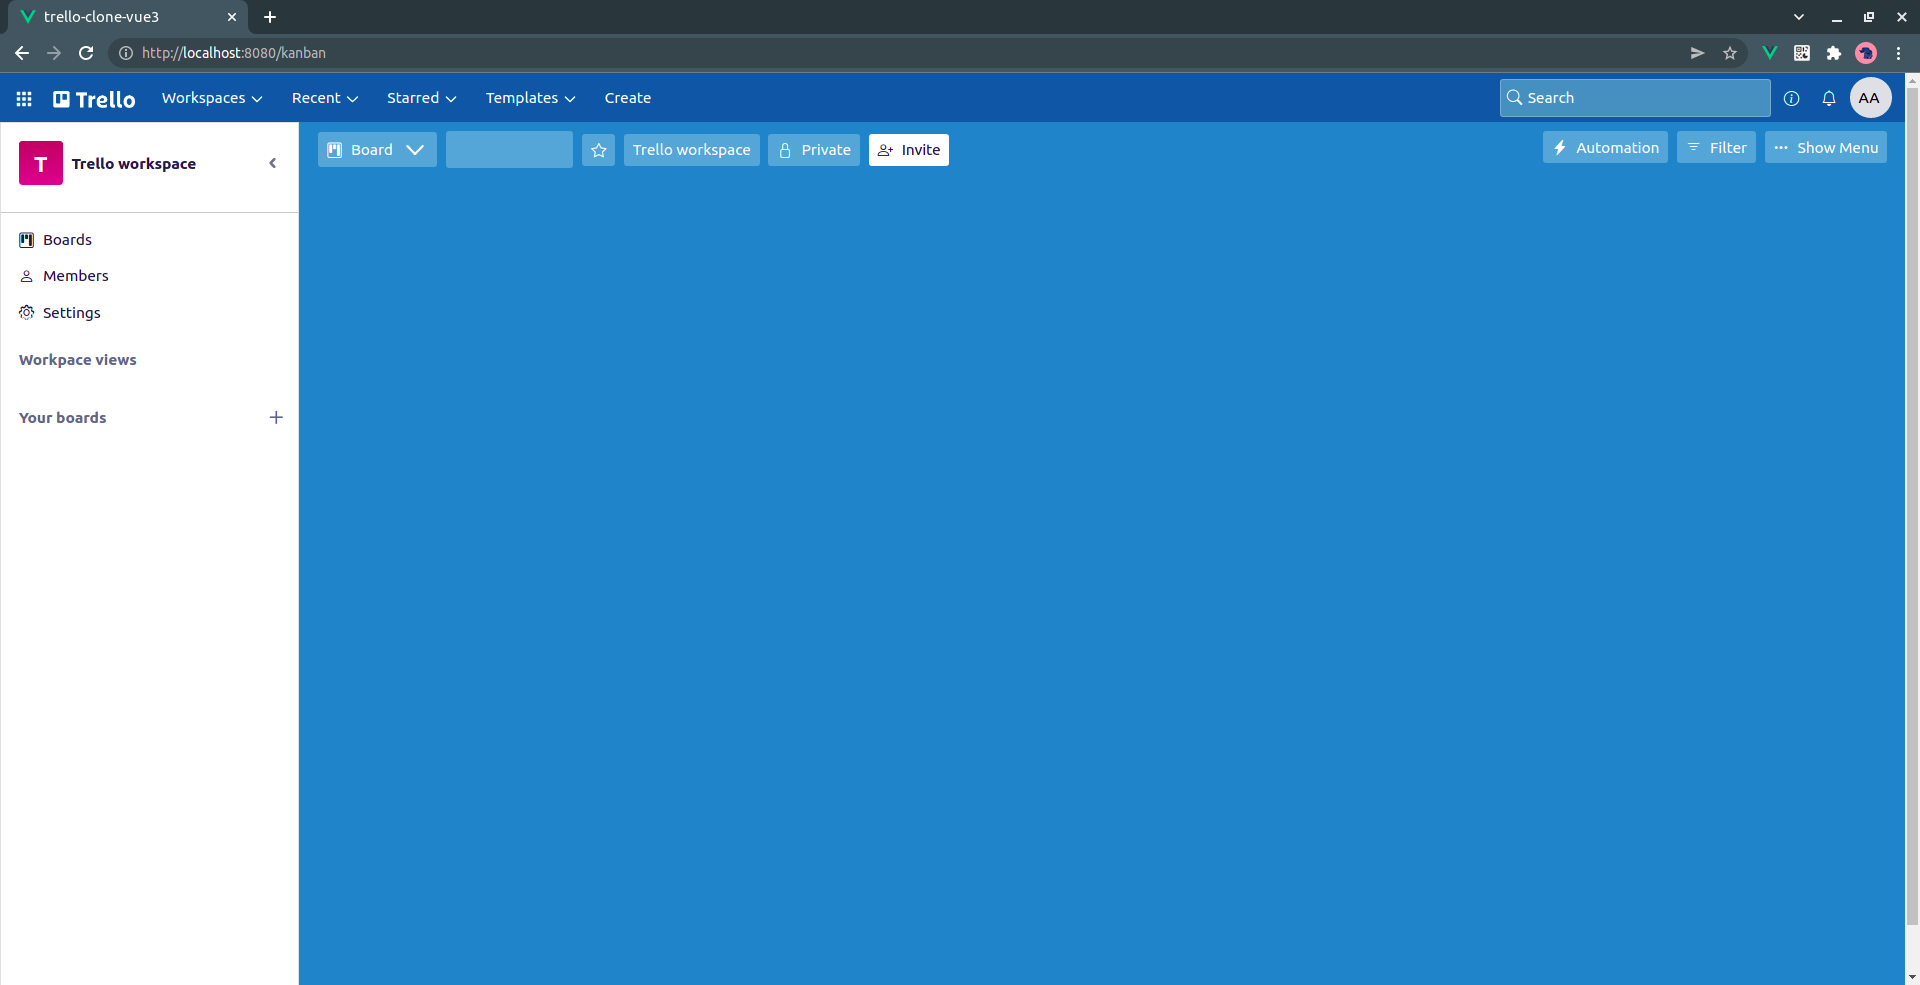 trello-clone-vue3
http://localhost:8080/kanban
Trello Workspaces Recent Starred Templates Create Search AA
T Trello workspace
Board Trello workspace Private Invite Automation Filter Show Menu
Boards
Members
Settings
Workpace views
Your boards